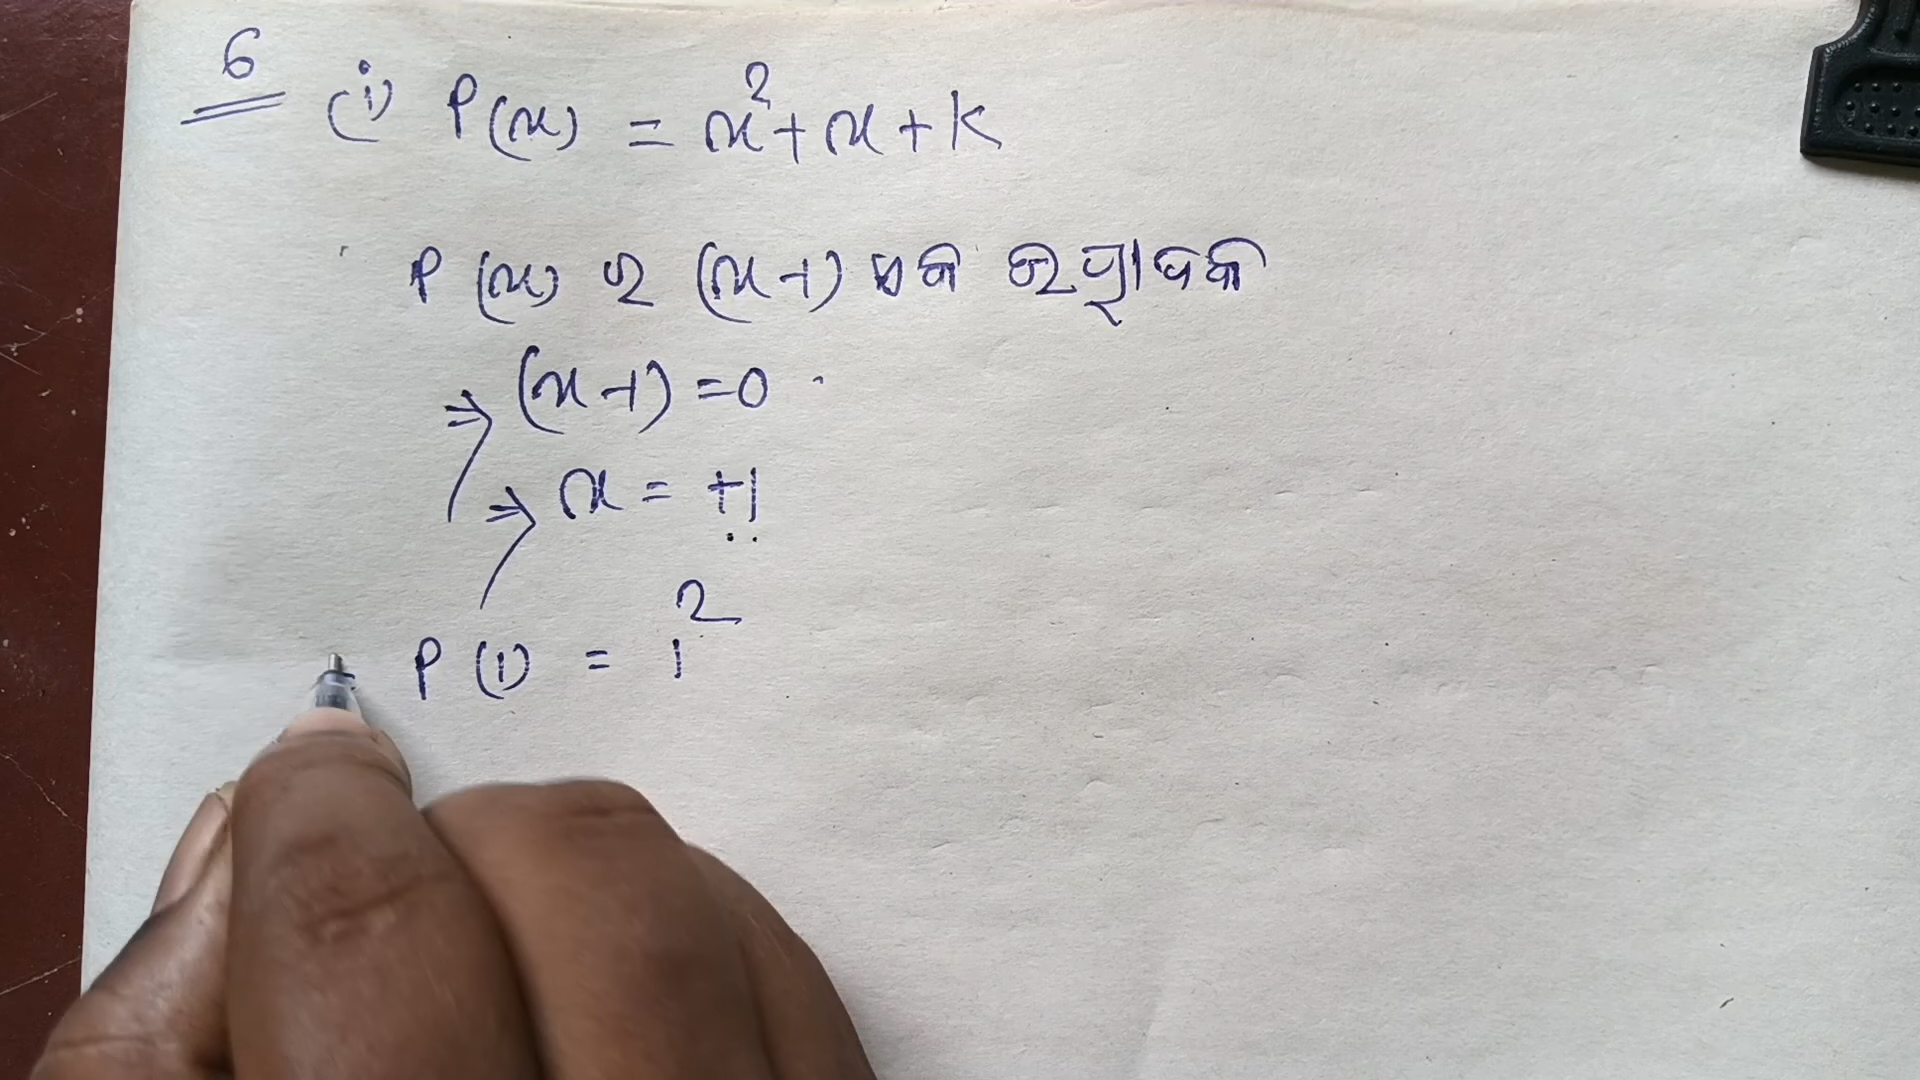 6 (i) P(x) = x² + x + k
P(x) ର (x-1) ଏକ ଉତ୍ପାଦକ
⇒ (x-1) = 0
⇒ x = +1
P(1) = 1²